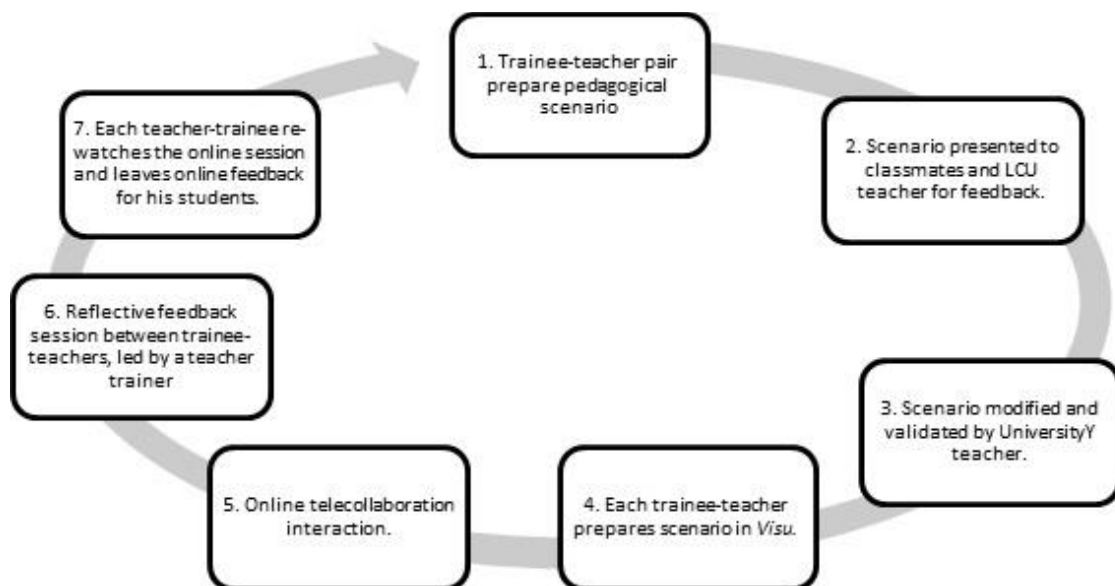 1. Trainee-teacher pair
prepare pedagogical
scenario
2. Scenario presented to
classmates and LCU
teacher for feedback.
3. Scenario modified and
validated by UniversityY
teacher.
4. Each trainee-teacher
prepares scenario in Visu.
5. Online telecollaboration
interaction.
6. Reflective feedback
session between trainee-
teachers, led by a teacher
trainer
7. Each teacher-trainee re-
watches the online session
and leaves online feedback
for his students.